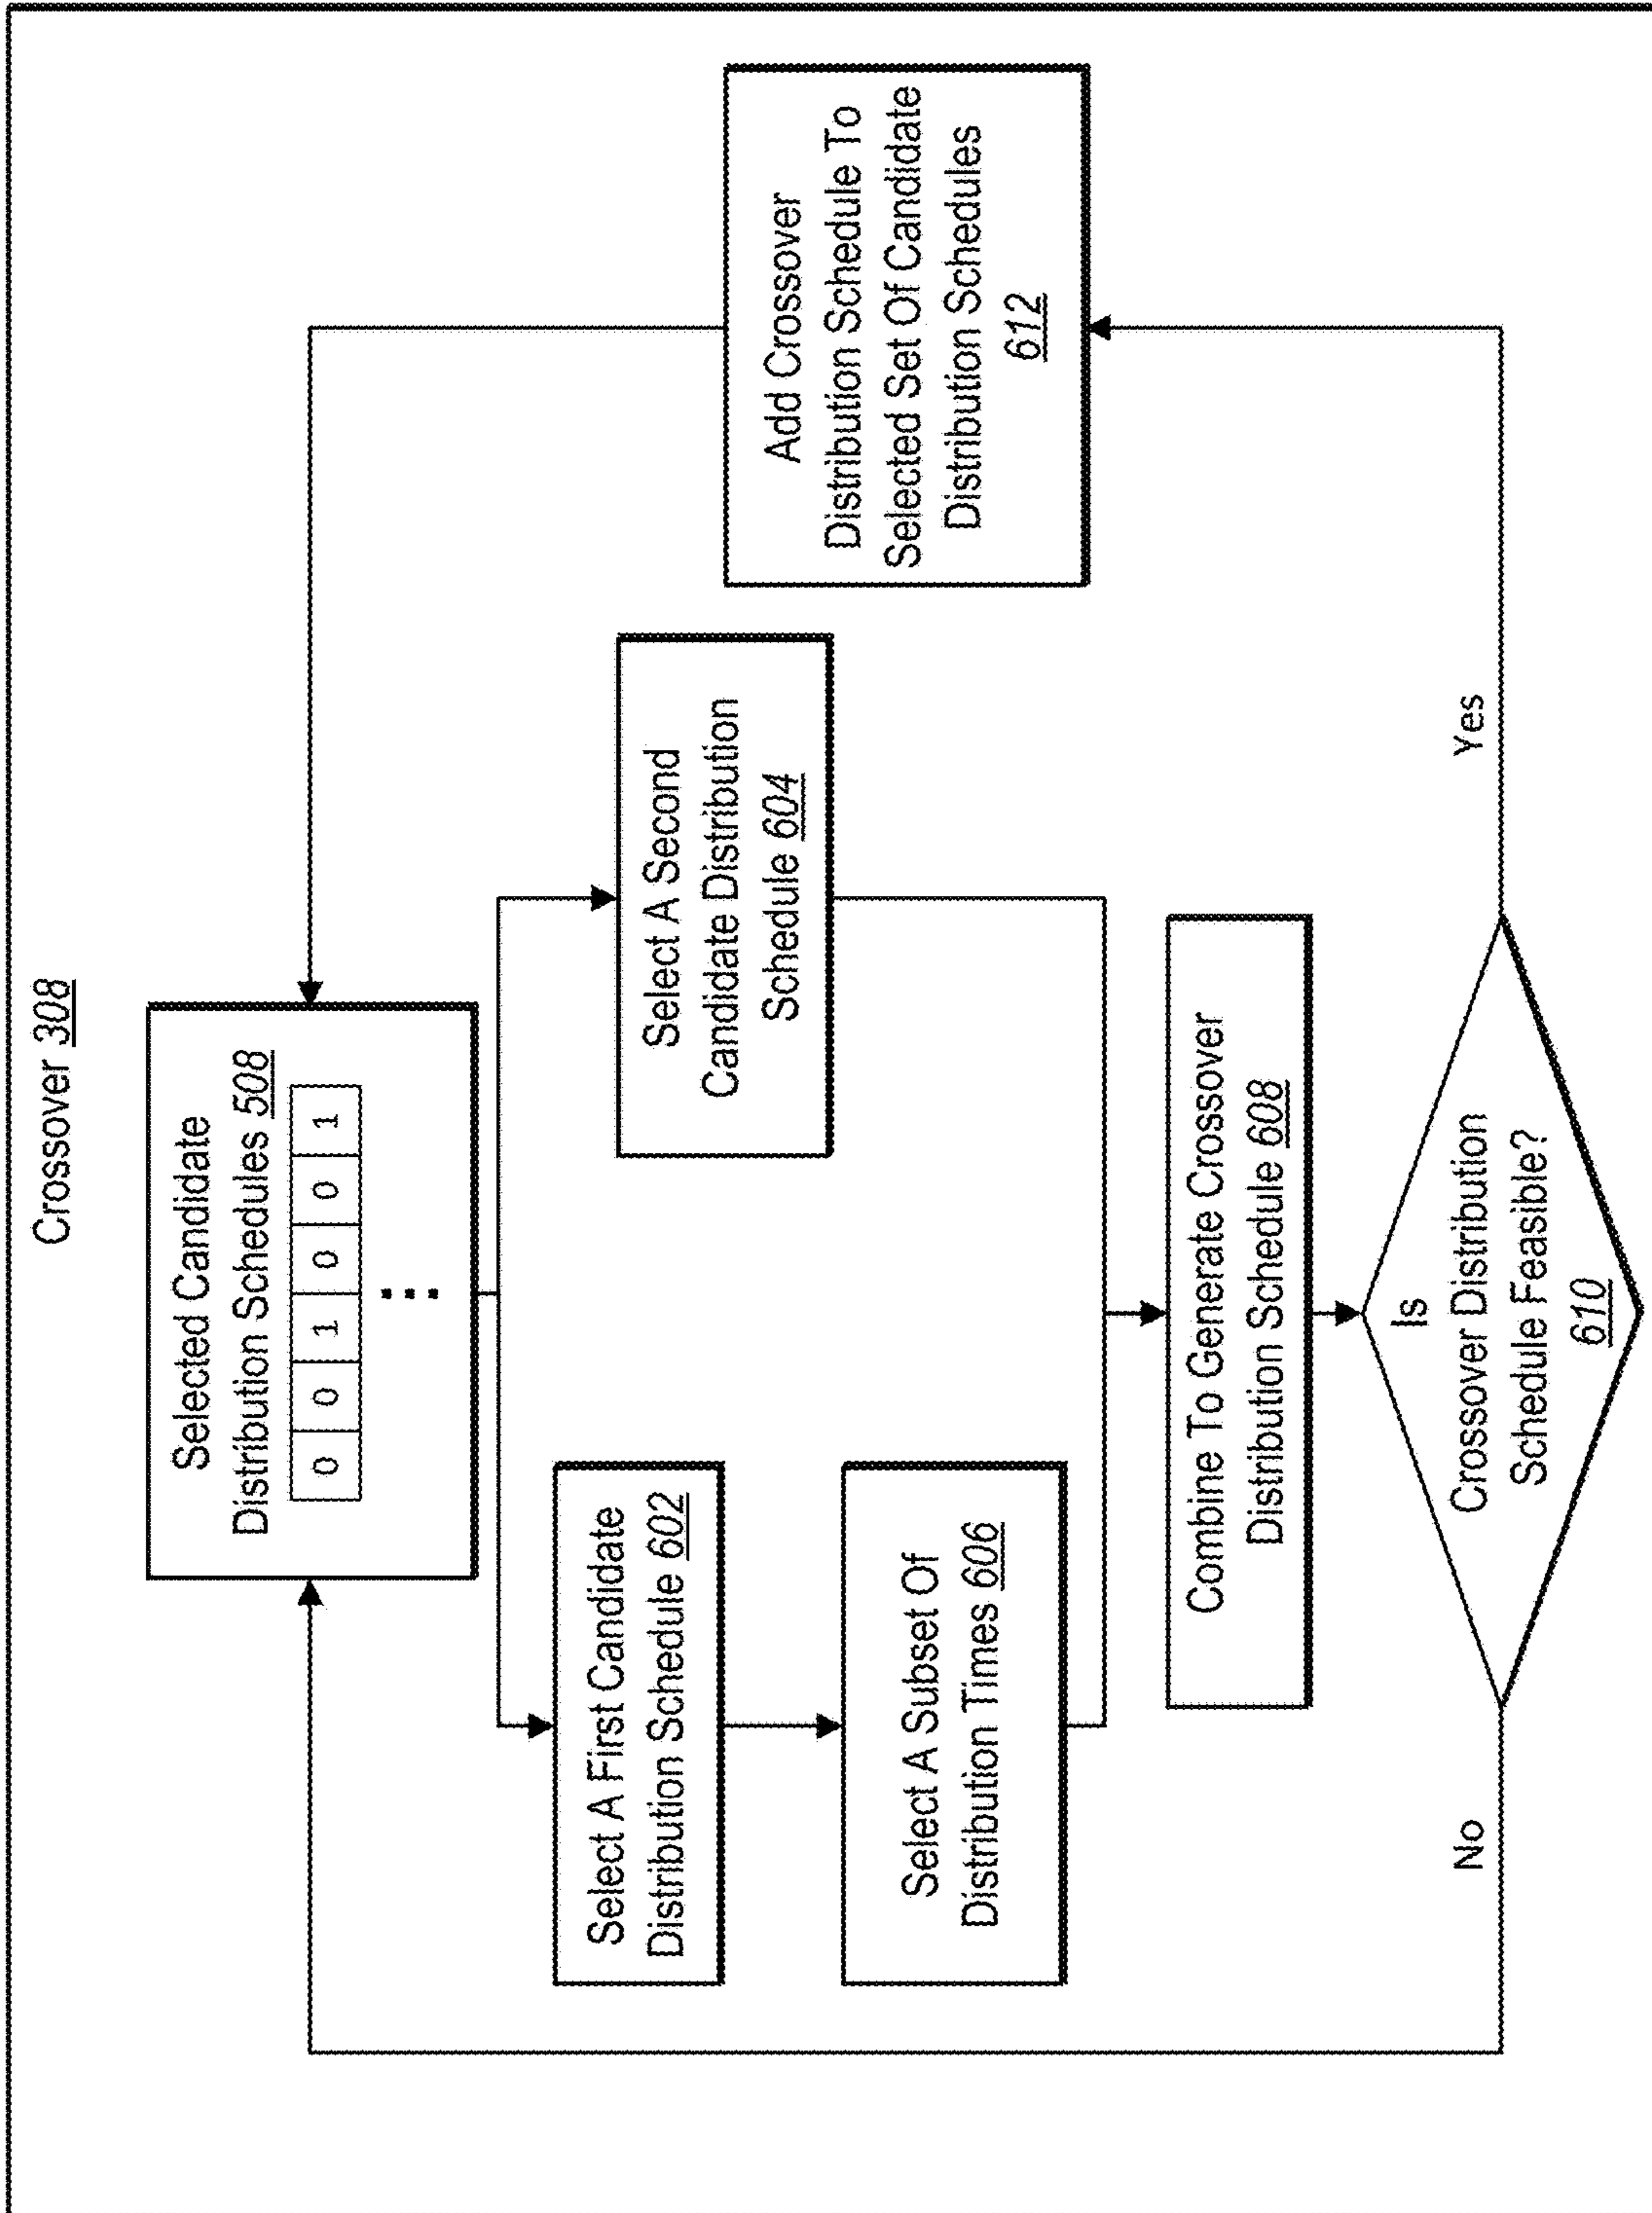 Crossover 308
Selected Candidate
Distribution Schedules 508
0 0 1 0 0 1
Select A First Candidate
Distribution Schedule 602
Select A Second
Candidate Distribution
Schedule 604
Select A Subset Of
Distribution Times 606
Add Crossover
Distribution Schedule To
Selected Set Of Candidate
Distribution Schedules
612
Combine To Generate Crossover
Distribution Schedule 608
Is
Crossover Distribution
Schedule Feasible?
610
No
Yes